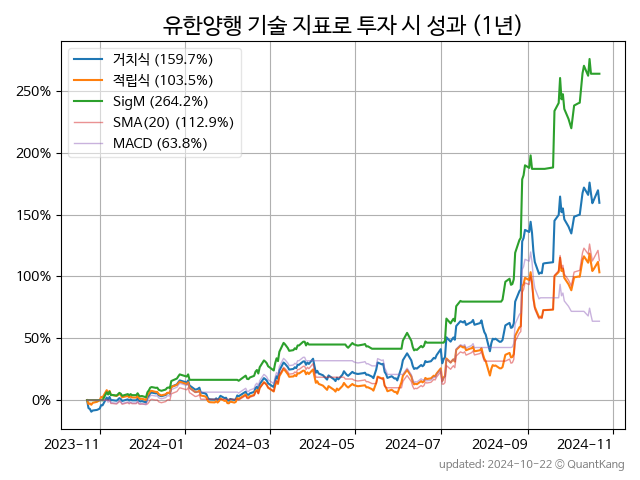 유한양행 기술 지표로 투자 시 성과 (1년)
거치식 (159.7%)
적립식 (103.5%)
SigM (264.2%)
SMA(20) (112.9%)
MACD (63.8%)
250%
200%
150%
100%
50%
0%
2023-11 2024-01 2024-03 2024-05 2024-07 2024-09 2024-11
updated: 2024-10-22 © QuantKang